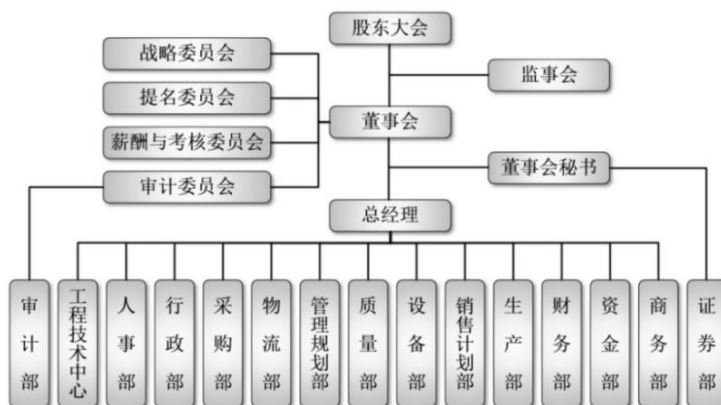 股东大会
战略委员会
监事会
提名委员会
董事会
薪酬与考核委员会
审计委员会
董事会秘书
总经理
审计部
工程技术中心
人事部
行政部
采购部
物流部
管理规划部
质量部
设备部
销售计划部
生产部
财务部
资金部
商务部
证券部